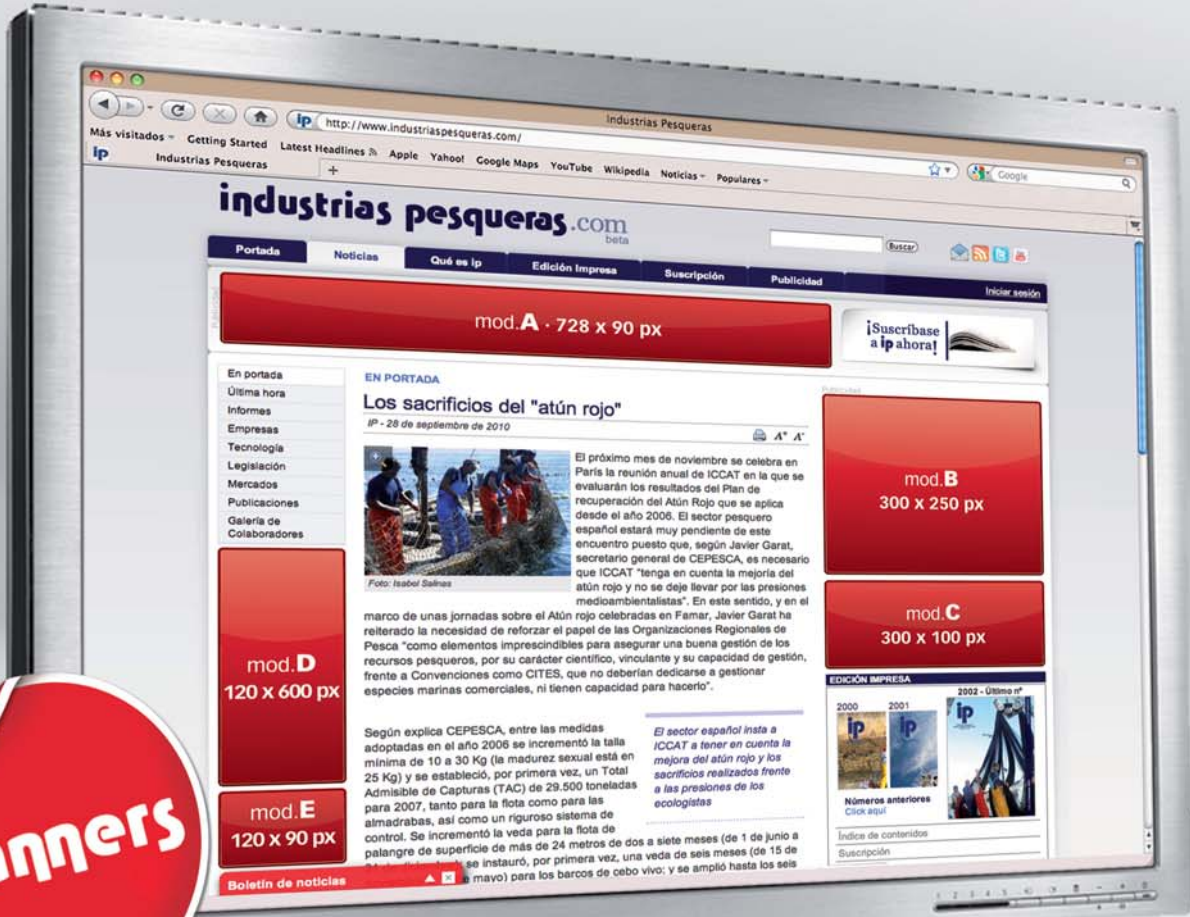 Industrias Pesqueras
http://www.industriaspesqueras.com/
Google
Más visitados
Getting Started
Latest Headlines
Apple
Yahoo!
Google Maps
YouTube
Wikipedia
Noticias
Populares
ip
Industrias Pesqueras
+
industrias pesqueras.com
beta
Buscar
Portada
Noticias
Qué es ip
Edición Impresa
Suscripción
Publicidad
Iniciar sesión
Publicidad
mod.A · 728 x 90 px
¡Suscríbase
a ip ahora!
En portada
Última hora
Informes
Empresas
Tecnología
Legislación
Mercados
Publicaciones
Galería de
Colaboradores
mod.D
120 x 600 px
mod.E
120 x 90 px
Boletín de noticias
EN PORTADA
Los sacrificios del "atún rojo"
IP - 28 de septiembre de 2010
A+ A-
El próximo mes de noviembre se celebra en
París la reunión anual de ICCAT en la que se
evaluarán los resultados del Plan de
recuperación del Atún Rojo que se aplica
desde el año 2006. El sector pesquero
español estará muy pendiente de este
encuentro puesto que, según Javier Garat,
secretario general de CEPESCA, es necesario
que ICCAT "tenga en cuenta la mejoría del
atún rojo y no se deje llevar por las presiones
medioambientalistas". En este sentido, y en el
Foto: Isabel Salinas
marco de unas jornadas sobre el Atún rojo celebradas en Famar, Javier Garat ha
reiterado la necesidad de reforzar el papel de las Organizaciones Regionales de
Pesca "como elementos imprescindibles para asegurar una buena gestión de los
recursos pesqueros, por su carácter científico, vinculante y su capacidad de gestión,
frente a Convenciones como CITES, que no deberían dedicarse a gestionar
especies marinas comerciales, ni tienen capacidad para hacerlo".
Según explica CEPESCA, entre las medidas
adoptadas en el año 2006 se incrementó la talla
mínima de 10 a 30 Kg (la madurez sexual está en
25 Kg) y se estableció, por primera vez, un Total
Admisible de Capturas (TAC) de 29.500 toneladas
para 2007, tanto para la flota como para las
almadrabas, así como un riguroso sistema de
control. Se incrementó la veda para la flota de
palangre de superficie de más de 24 metros de dos a siete meses (de 1 de junio a
se instauró, por primera vez, una veda de seis meses (de 15 de
mayo) para los barcos de cebo vivo; y se amplió hasta los seis
El sector español insta a
ICCAT a tener en cuenta la
mejora del atún rojo y los
sacrificios realizados frente
a las presiones de los
ecologistas
Publicidad
mod.B
300 x 250 px
mod.C
300 x 100 px
EDICIÓN IMPRESA
2000
2001
2002 - Último nº
ip
ip
ip
Números anteriores
Click aquí
Índice de contenidos
Suscripción